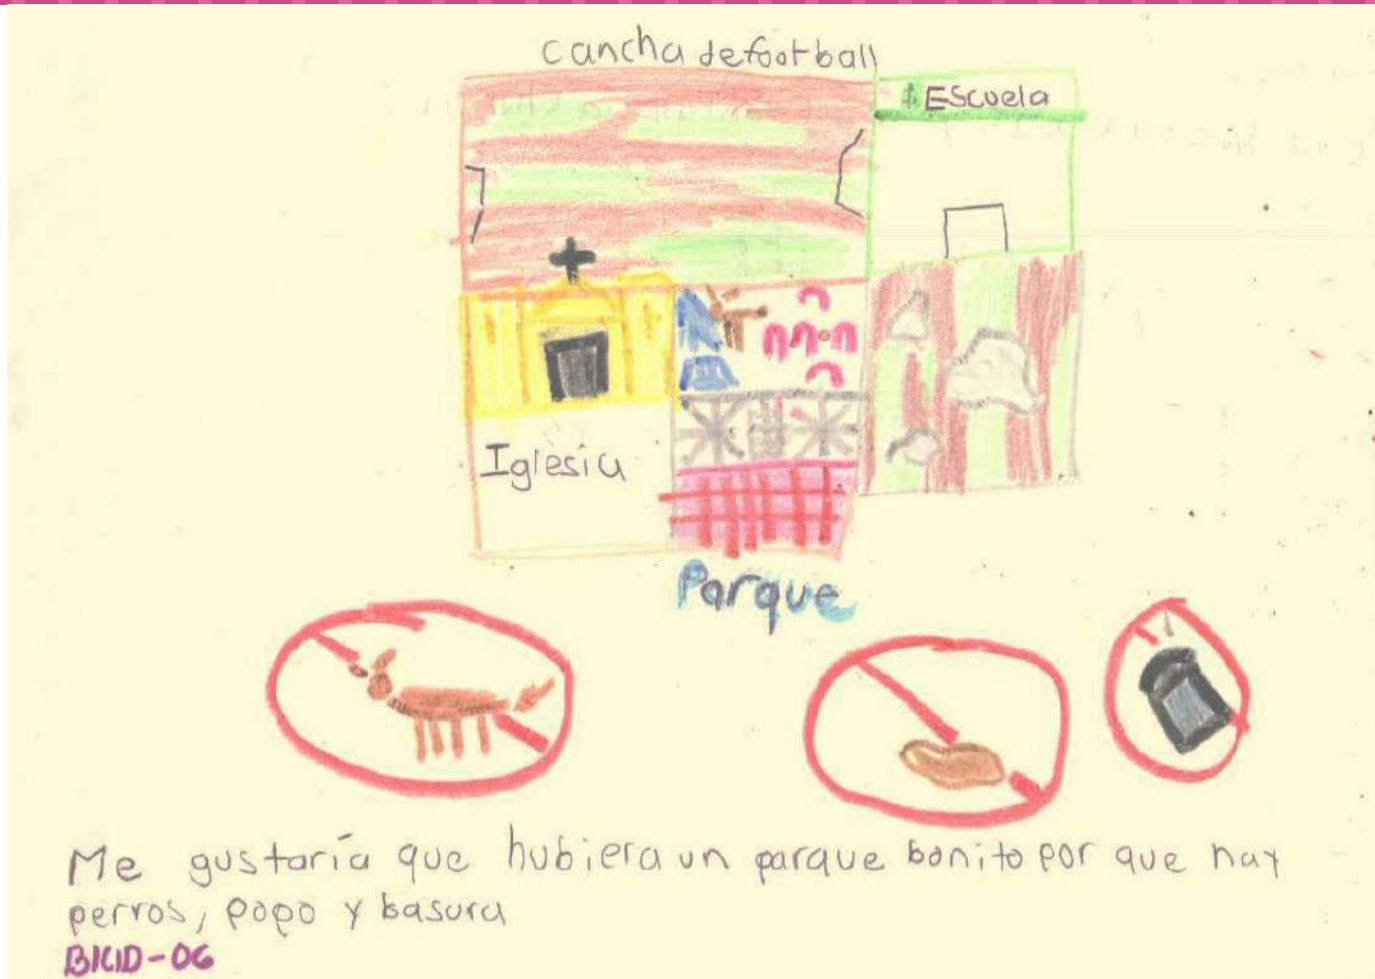 cancha de football
Escuela
Iglesia
Parque
Me gustaría que hubiera un parque bonito por que hay
perros, popo y basura
BICID-06